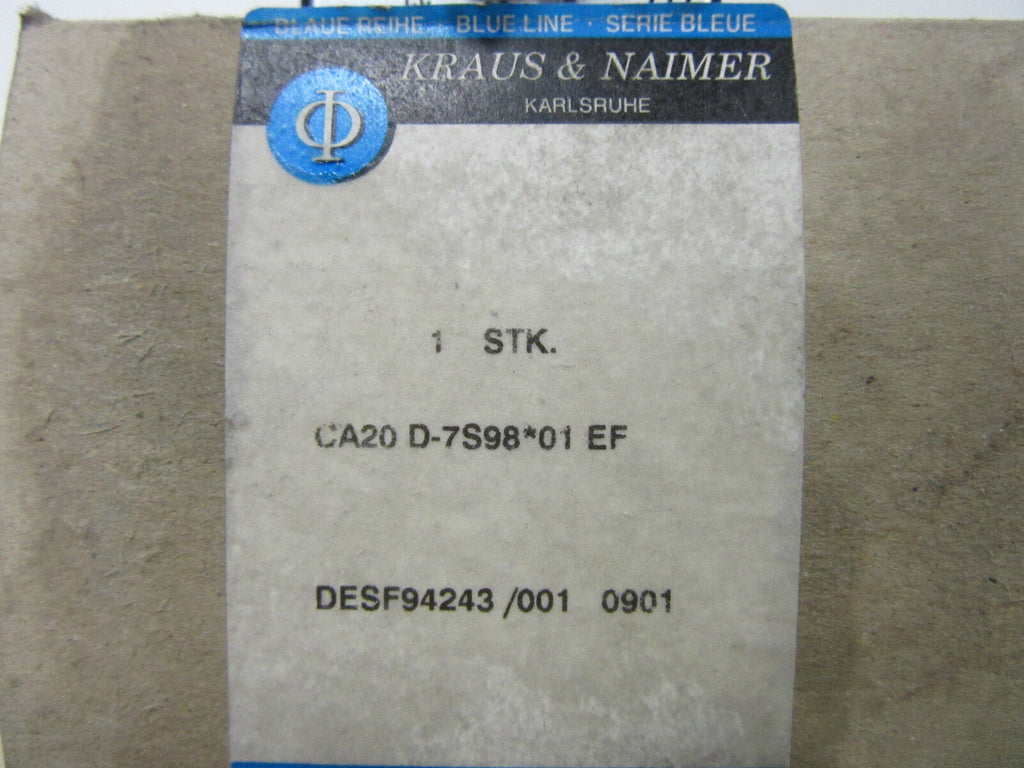 BLAUE REIHE · BLUE LINE · SERIE BLEUE
KRAUS & NAIMER
KARLSRUHE
1 STK.
CA20 D-7S98*01 EF
DESF94243 /001 0901